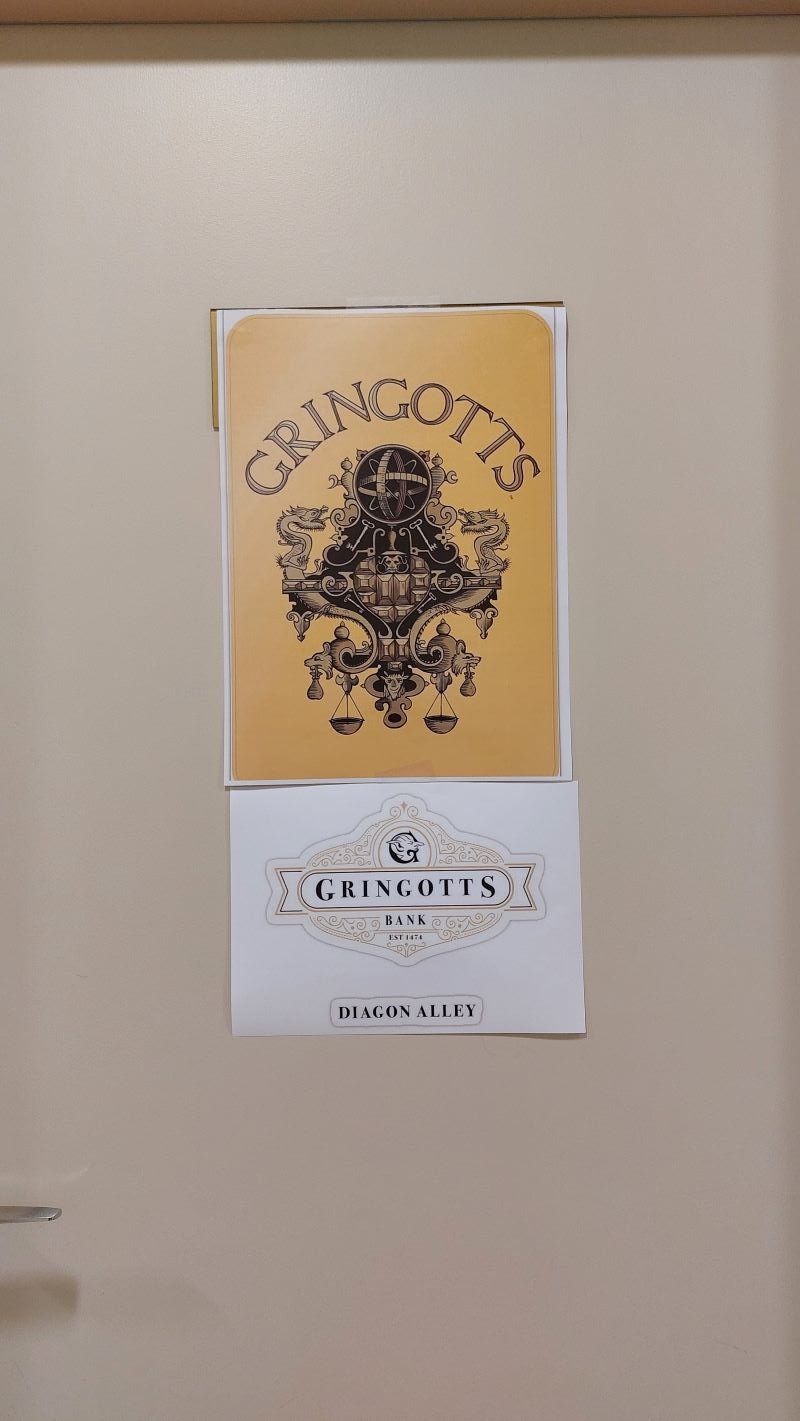 GRINGOTTS
G
GRINGOTTS
BANK
EST 1474
DIAGON ALLEY